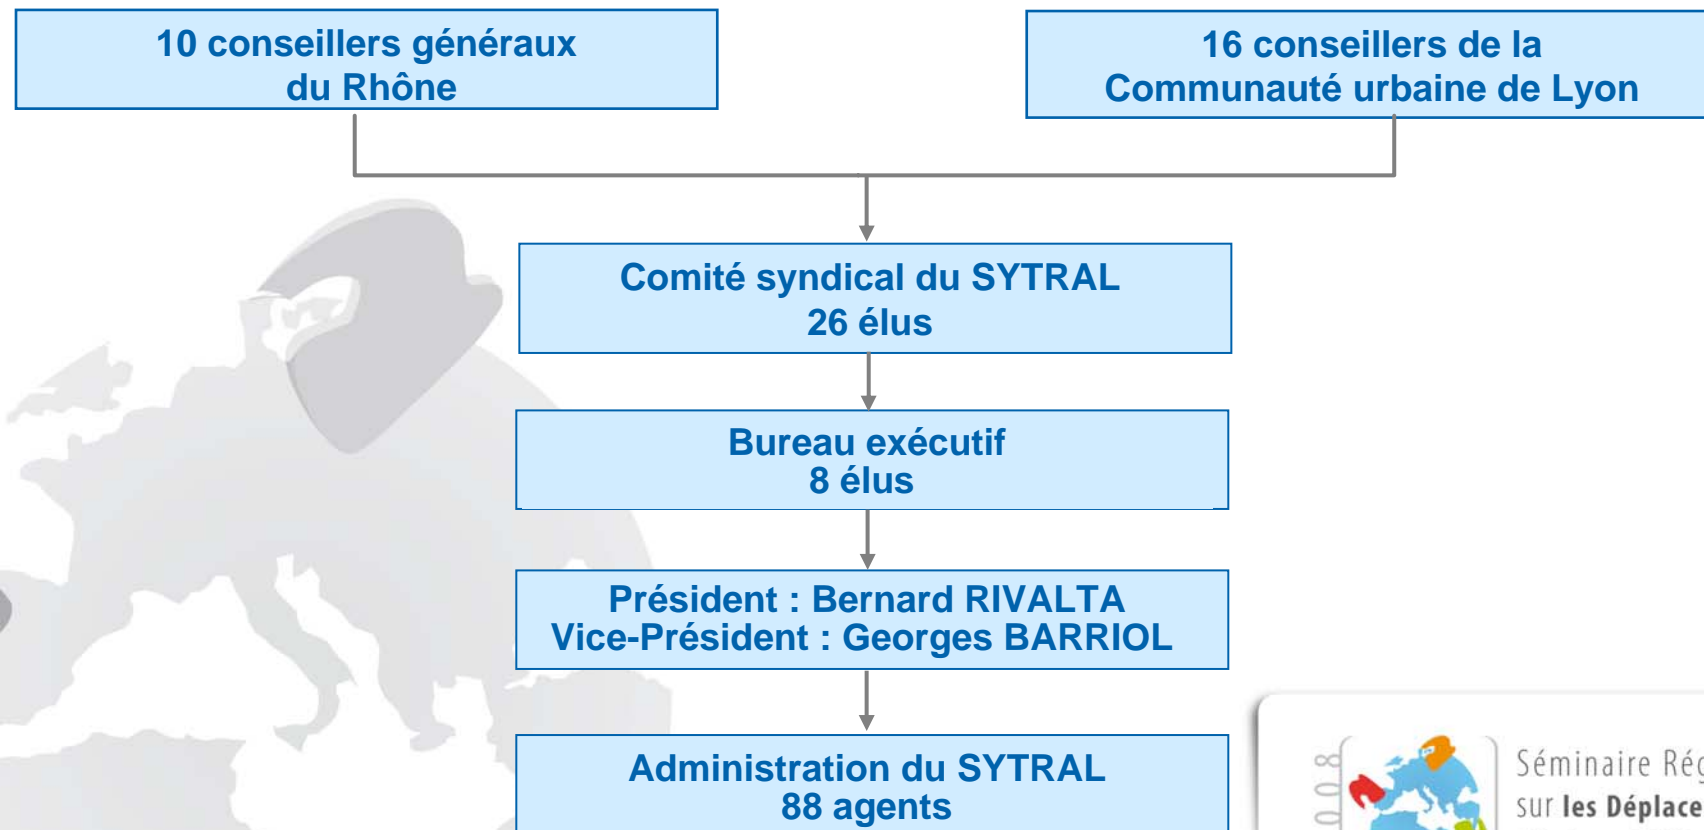 10 conseillers généraux
du Rhône
16 conseillers de la
Communauté urbaine de Lyon
Comité syndical du SYTRAL
26 élus
Bureau exécutif
8 élus
Président : Bernard RIVALTA
Vice-Président : Georges BARRIOL
Administration du SYTRAL
88 agents
Séminaire
sur les